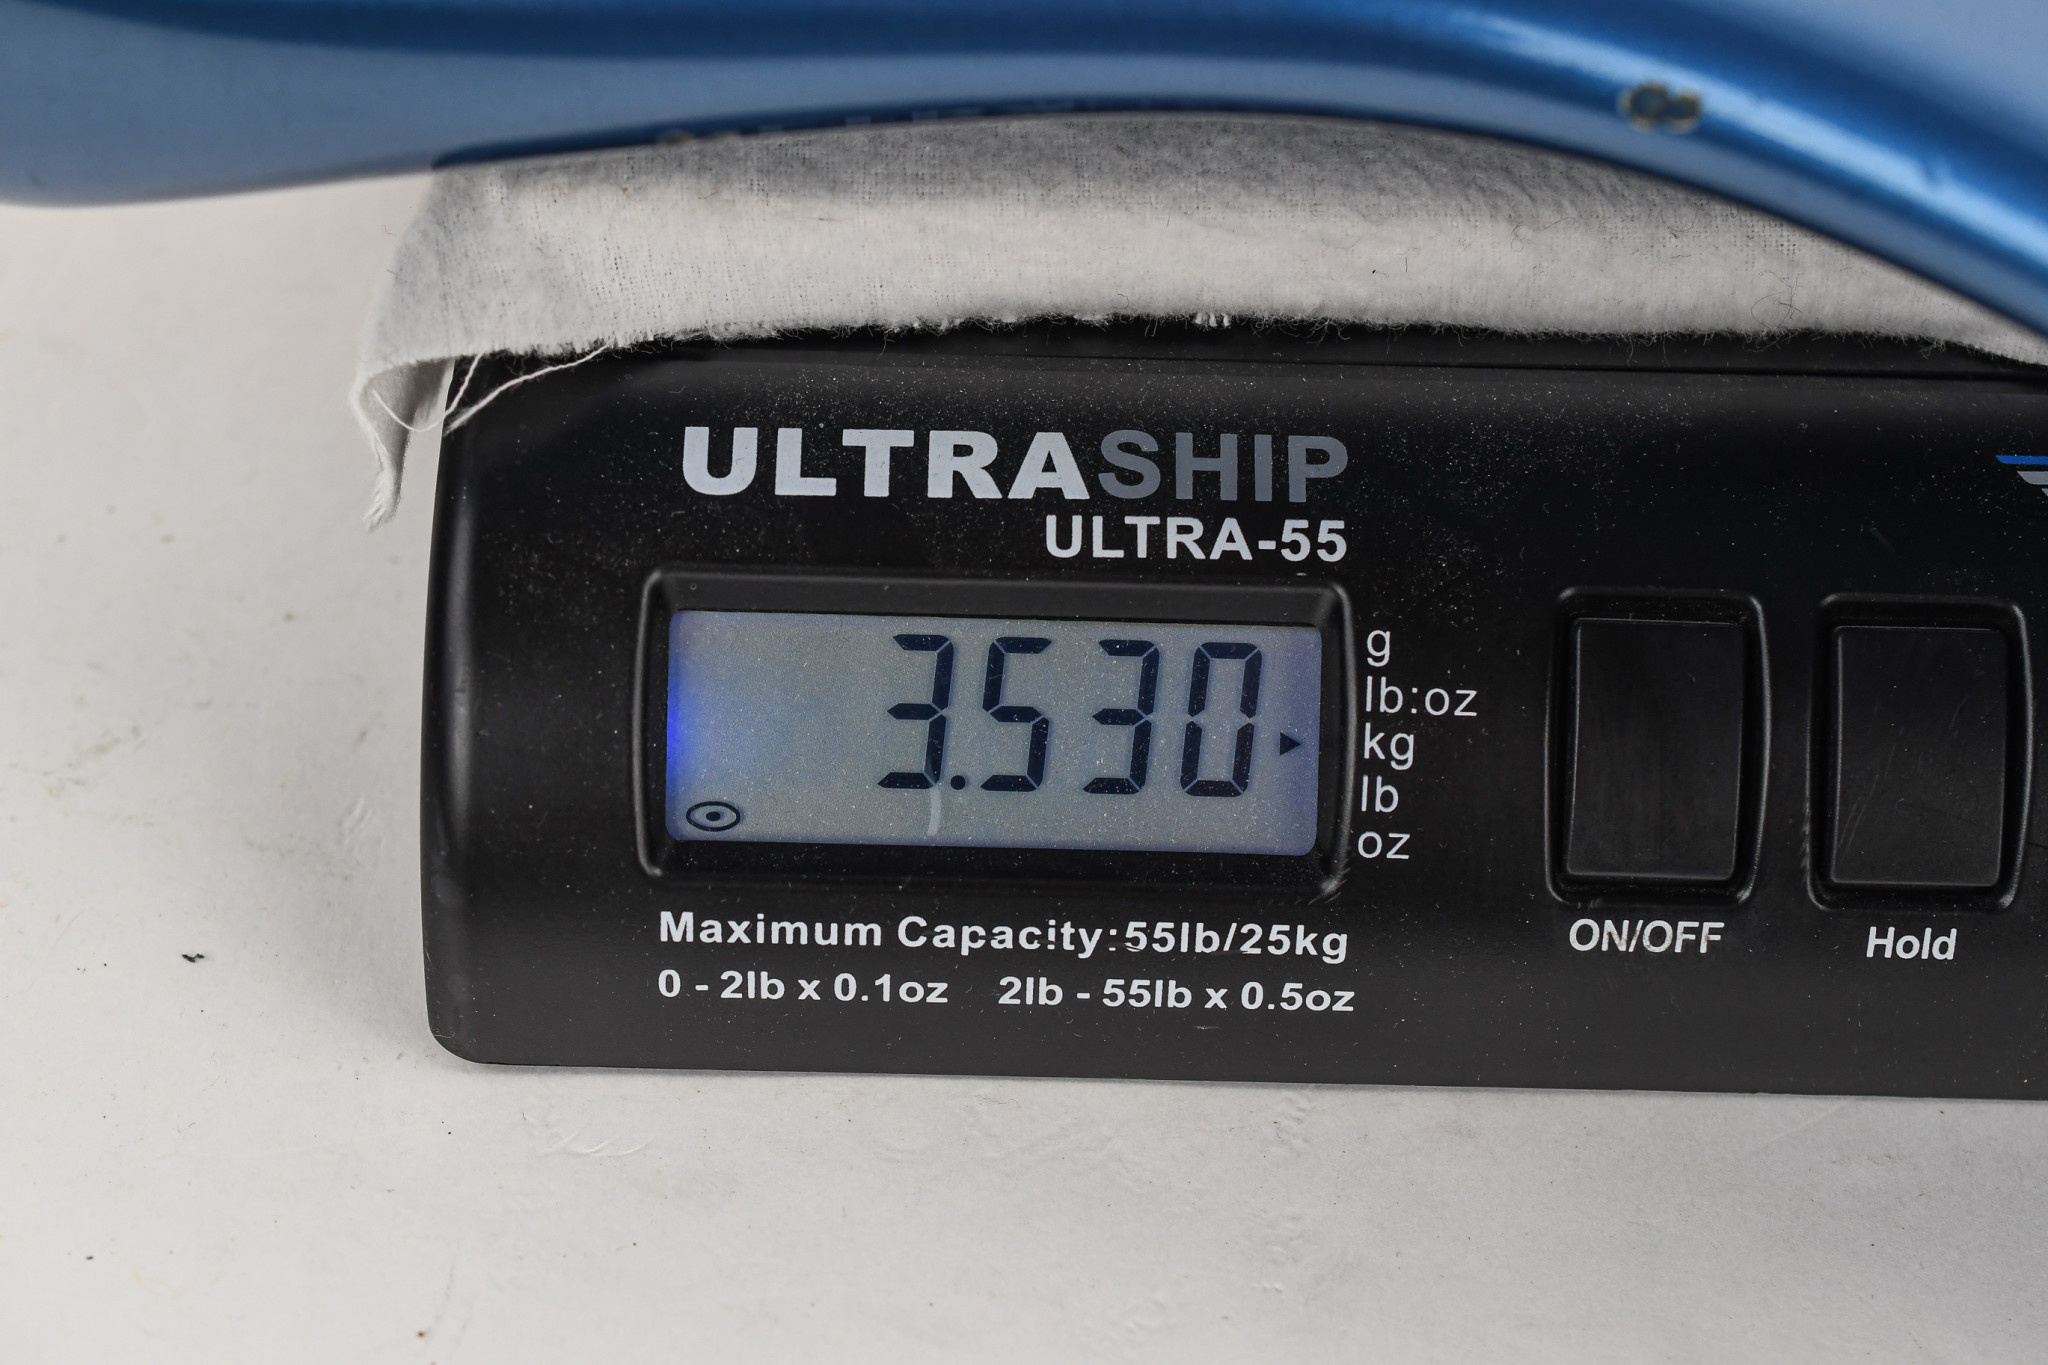 ULTRASHIP
ULTRA-55
3.530
g
lb:oz
kg
lb
oz
Maximum Capacity:55lb/25kg
0 - 2lb x 0.1oz 2lb - 55lb x 0.5oz
ON/OFF
Hold